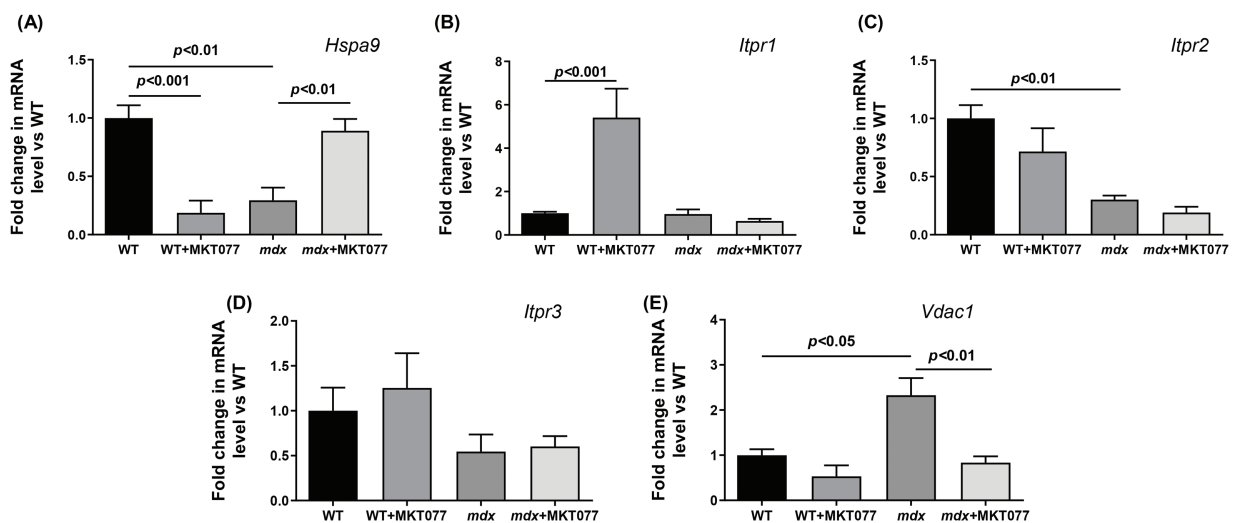 (A)
Hspa9
Fold change in mRNA
level vs WT
1.5
1.0
0.5
0.0
p<0.01
p<0.001
p<0.01
WT
WT+MKT077
mdx
mdx+MKT077
(B)
Itpr1
Fold change in mRNA
level vs WT
8
6
4
2
0
p<0.001
WT
WT+MKT077
mdx
mdx+MKT077
(C)
Itpr2
Fold change in mRNA
level vs WT
1.5
1.0
0.5
0.0
p<0.01
WT
WT+MKT077
mdx
mdx+MKT077
(D)
Itpr3
Fold change in mRNA
level vs WT
2.0
1.5
1.0
0.5
0.0
WT
WT+MKT077
mdx
mdx+MKT077
(E)
Vdac1
Fold change in mRNA
level vs WT
4
3
2
1
0
p<0.05
p<0.01
WT
WT+MKT077
mdx
mdx+MKT077